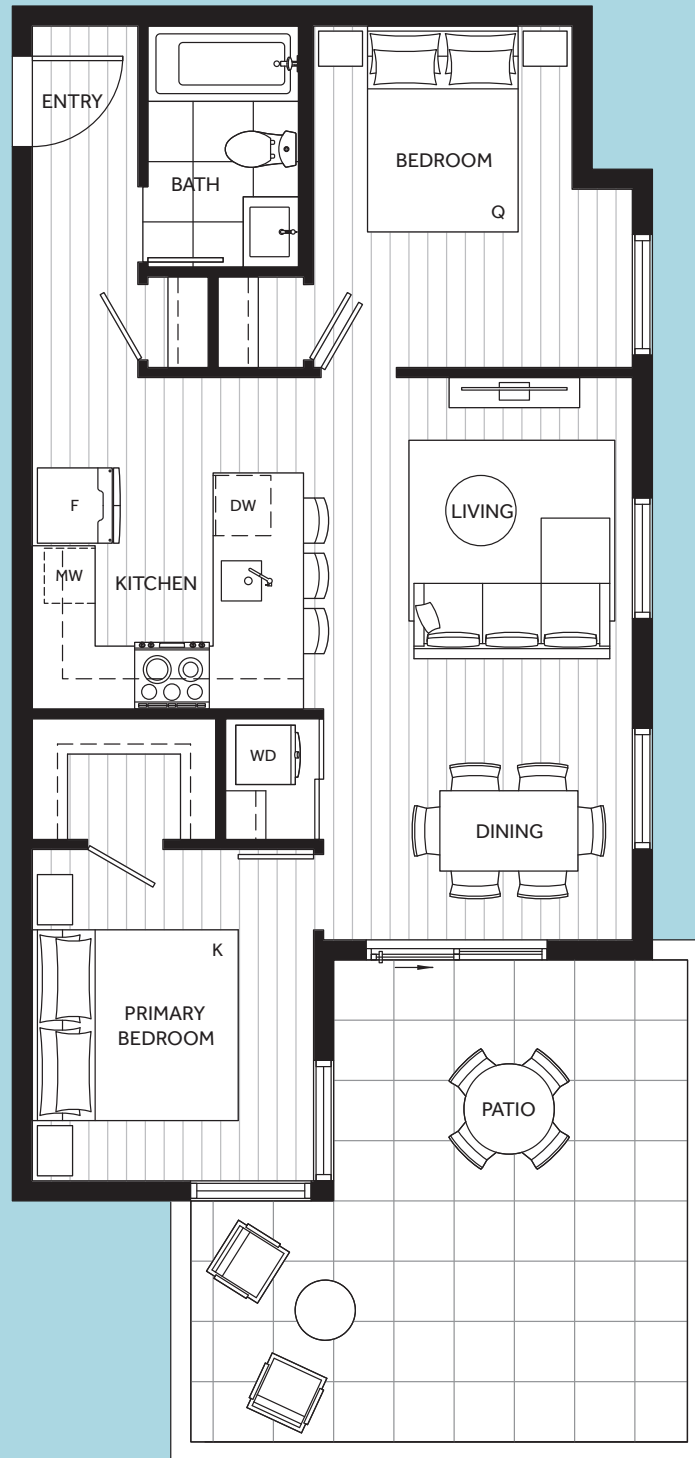 ENTRY
BATH
BEDROOM
Q
F
DW
LIVING
MW
KITCHEN
WD
DINING
K
PRIMARY
BEDROOM
PATIO